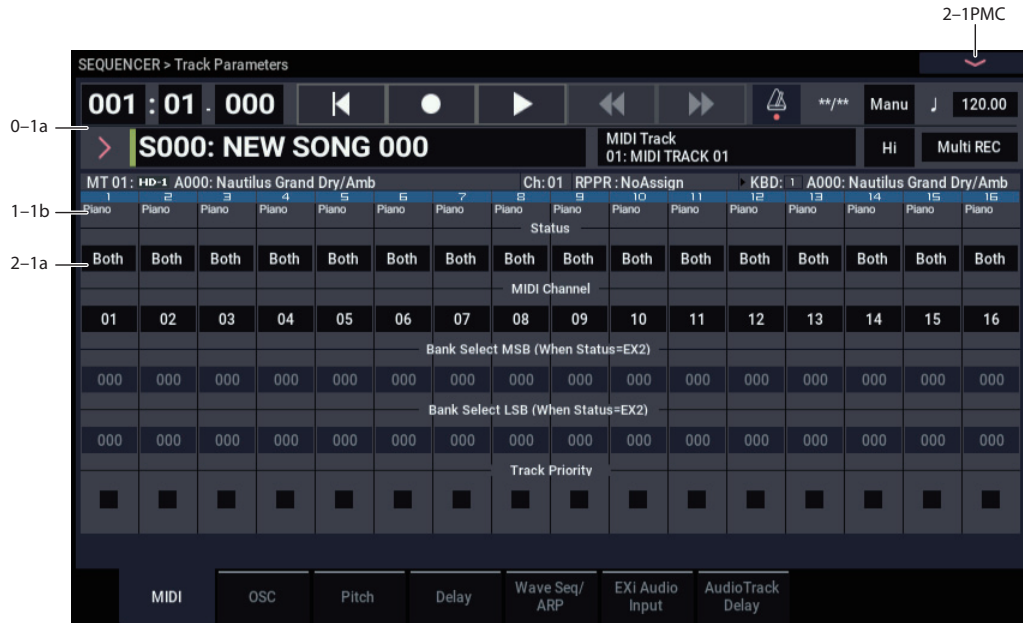 2–1PMC
SEQUENCER > Track Parameters
001 : 01 . 000 **/** Manu ♩ 120.00
0–1a
S000: NEW SONG 000 MIDI Track Hi Multi REC
01: MIDI TRACK 01
MT 01: HD-1 A000: Nautilus Grand Dry/Amb Ch: 01 RPPR: NoAssign KBD: 1 A000: Nautilus Grand Dry/Amb
1 2 3 4 5 6 7 8 9 10 11 12 13 14 15 16
1–1b
Piano Piano Piano Piano Piano Piano Piano Piano Piano Piano Piano Piano Piano Piano Piano Piano
Status
2–1a
Both Both Both Both Both Both Both Both Both Both Both Both Both Both Both Both
MIDI Channel
01 02 03 04 05 06 07 08 09 10 11 12 13 14 15 16
Bank Select MSB (When Status=EX2)
000 000 000 000 000 000 000 000 000 000 000 000 000 000 000 000
Bank Select LSB (When Status=EX2)
000 000 000 000 000 000 000 000 000 000 000 000 000 000 000 000
Track Priority
MIDI OSC Pitch Delay Wave Seq/ EXi Audio AudioTrack
ARP Input Delay